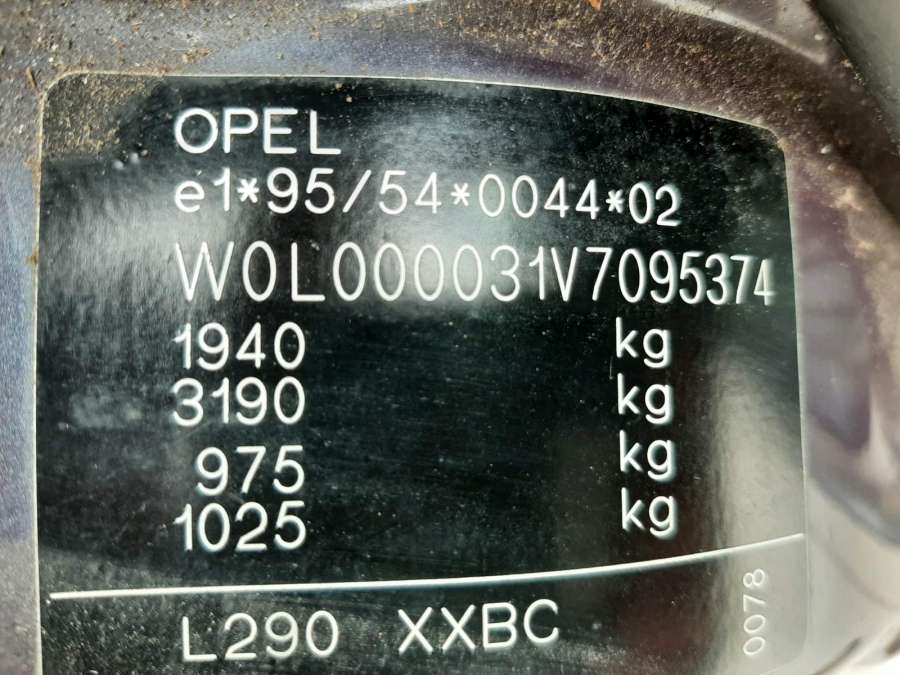 OPEL
e1*95/54*0044*02
W0L000031V7095374
1940 kg
3190 kg
975 kg
1025 kg
L290 XXBC
0078